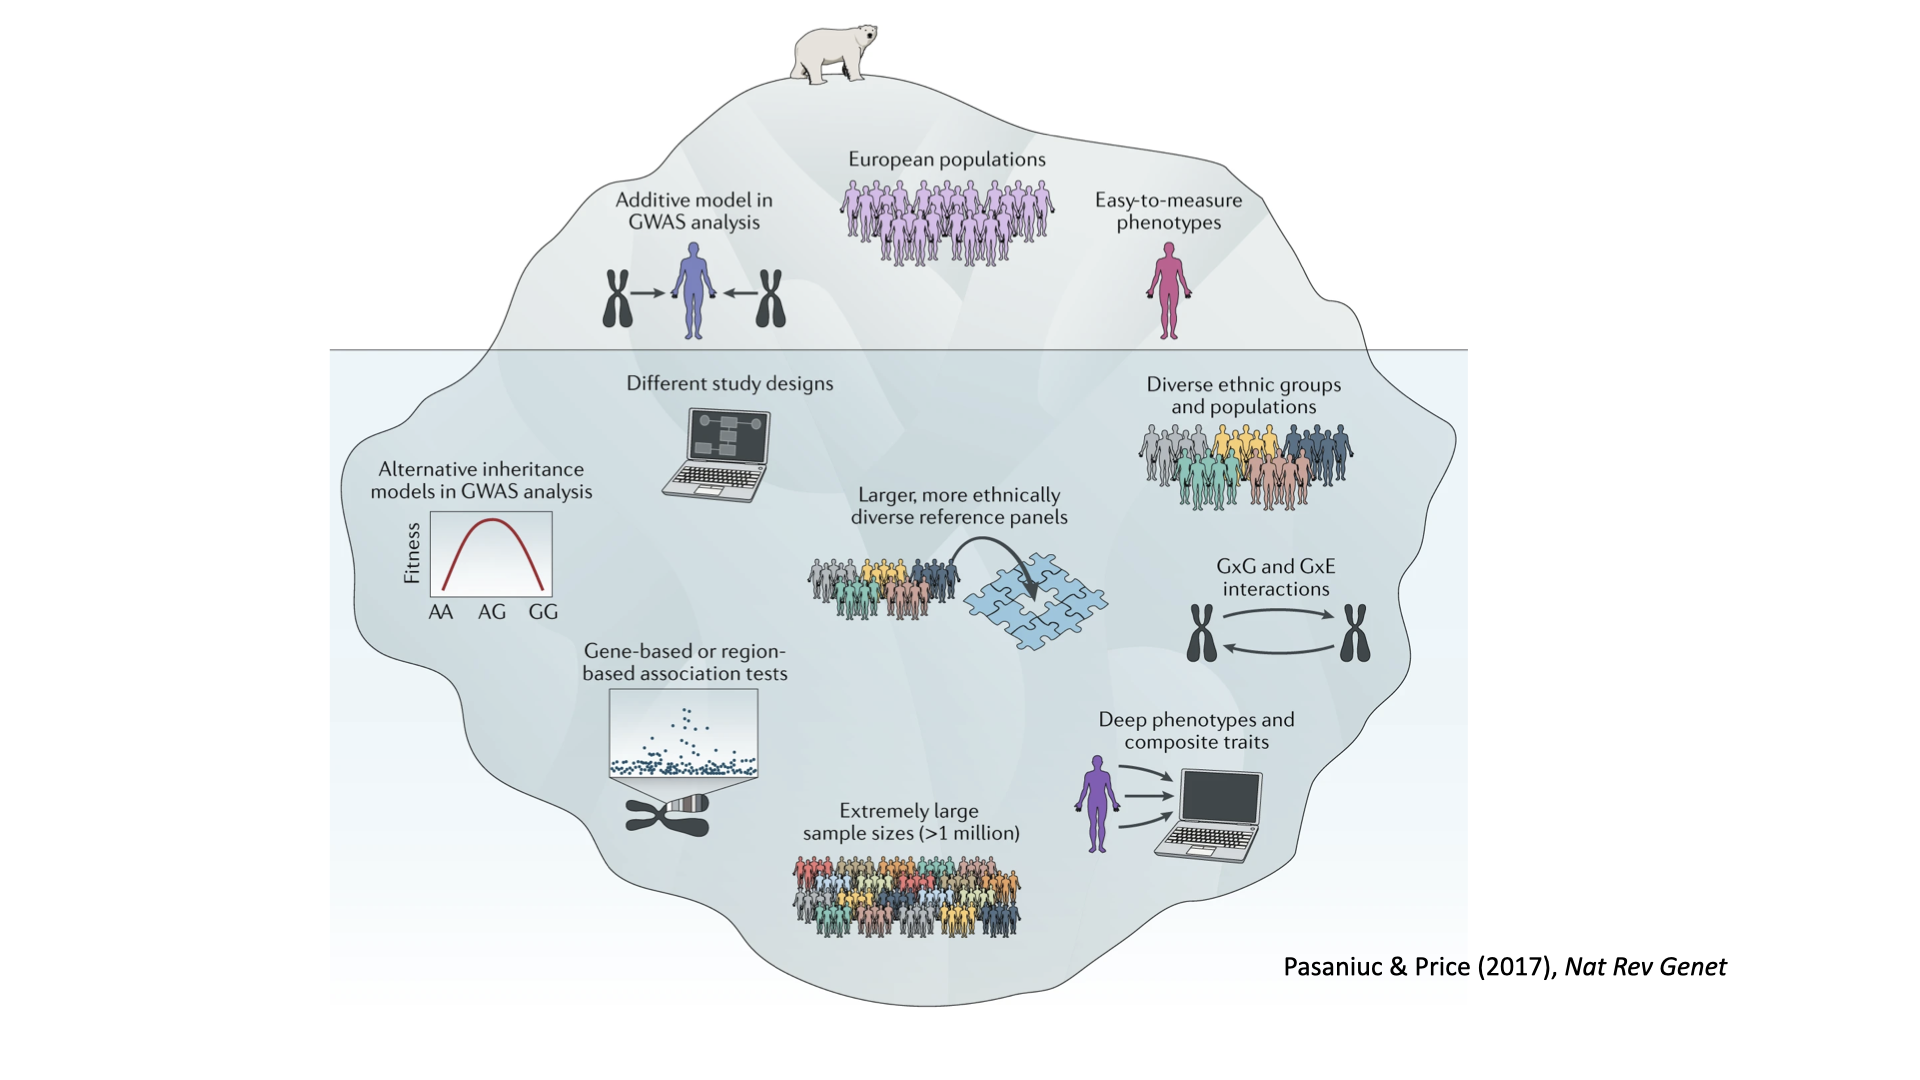 European populations
Additive model in
GWAS analysis
Easy-to-measure
phenotypes
Different study designs
Diverse ethnic groups
and populations
Alternative inheritance
models in GWAS analysis
Fitness
AA AG GG
Larger, more ethnically
diverse reference panels
GxG and GxE
interactions
Gene-based or region-
based association tests
Deep phenotypes and
composite traits
Extremely large
sample sizes (>1 million)
Pasaniuc & Price (2017), Nat Rev Genet